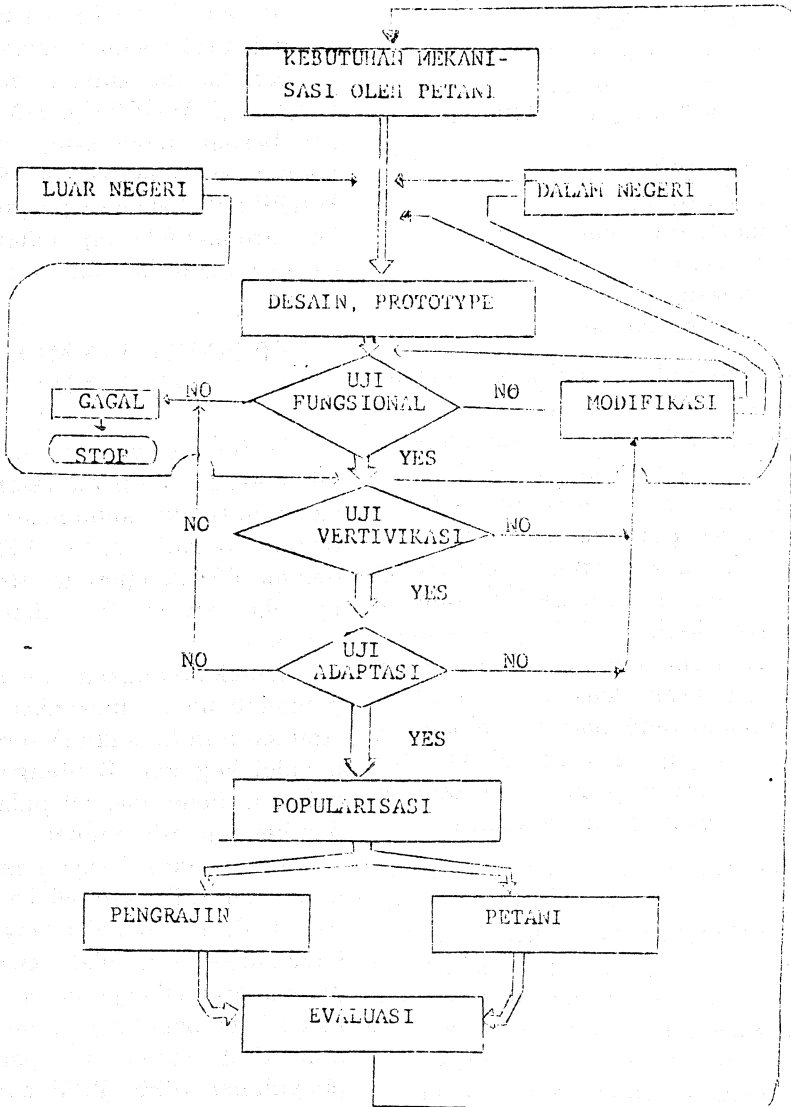 KEBUTUHAN MEKANI-
SASI OLEH PETANI
LUAR NEGERI
DALAM NEGERI
DESAIN, PROTOTYPE
UJI
FUNGSIONAL
NO
NO
GAGAL
MODIFIKASI
STOP
YES
UJI
VERTIVIKASI
NO
NO
YES
UJI
ADAPTASI
NO
NO
YES
POPULARISASI
PENGRAJIN
PETANI
EVALUASI